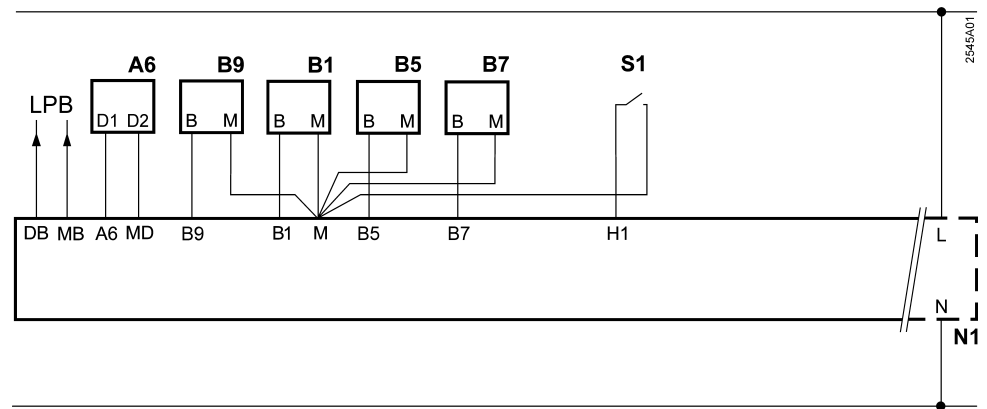 2545A01
A6 B9 B1 B5 B7 S1
LPB
D1 D2 B M B M B M B M
DB MB A6 MD B9 B1 M B5 B7 H1 L
N
N1